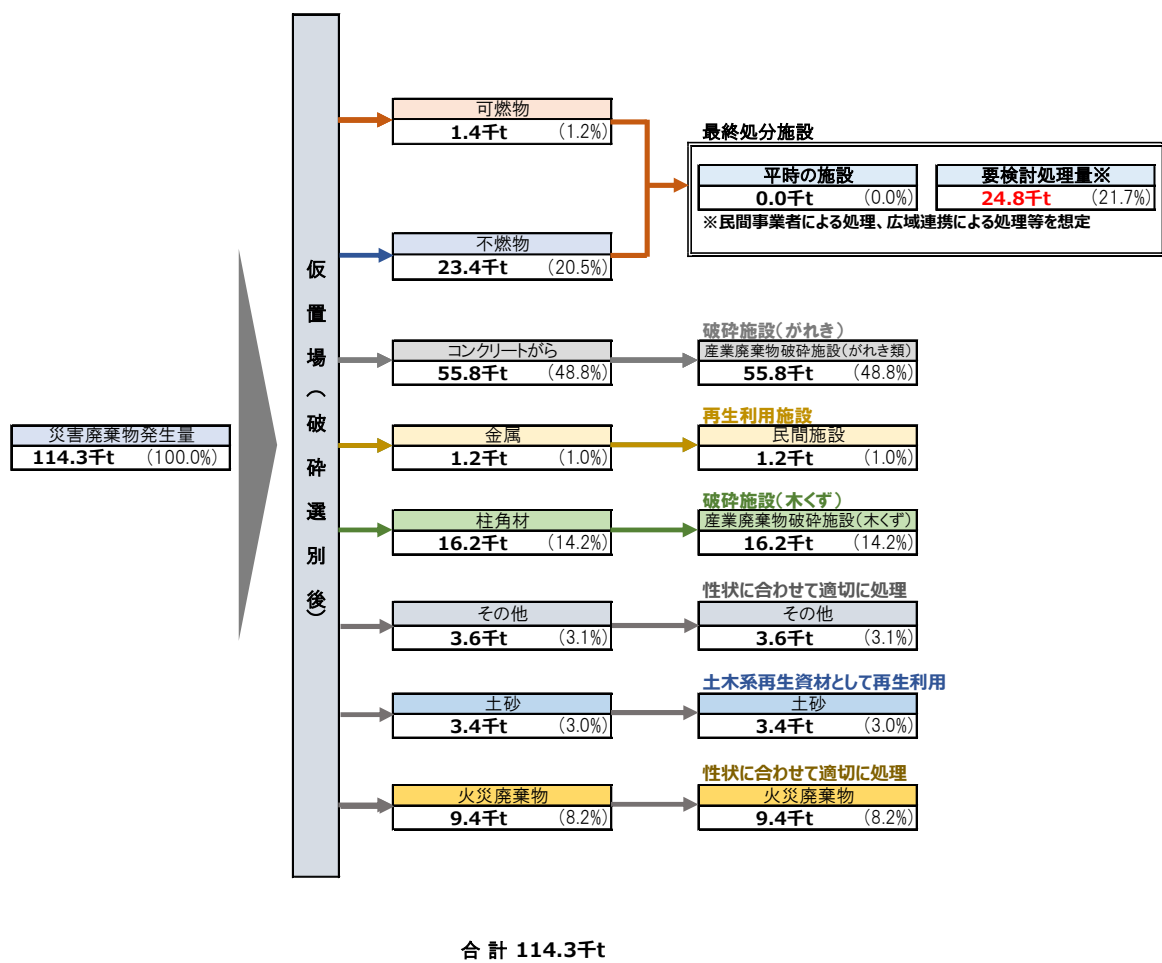 災害廃棄物発生量
114.3千t (100.0%)
仮置場（破砕選別後）
可燃物
1.4千t (1.2%)
不燃物
23.4千t (20.5%)
最終処分施設
平時の施設
0.0千t (0.0%)
要検討処理量※
24.8千t (21.7%)
※民間事業者による処理、広域連携による処理等を想定
コンクリートがら
55.8千t (48.8%)
破砕施設(がれき)
産業廃棄物破砕施設(がれき類)
55.8千t (48.8%)
金属
1.2千t (1.0%)
再生利用施設
民間施設
1.2千t (1.0%)
柱角材
16.2千t (14.2%)
破砕施設(木くず)
産業廃棄物破砕施設(木くず)
16.2千t (14.2%)
その他
3.6千t (3.1%)
性状に合わせて適切に処理
その他
3.6千t (3.1%)
土砂
3.4千t (3.0%)
土木系再生資材として再生利用
土砂
3.4千t (3.0%)
火災廃棄物
9.4千t (8.2%)
性状に合わせて適切に処理
火災廃棄物
9.4千t (8.2%)
合 計 114.3千t